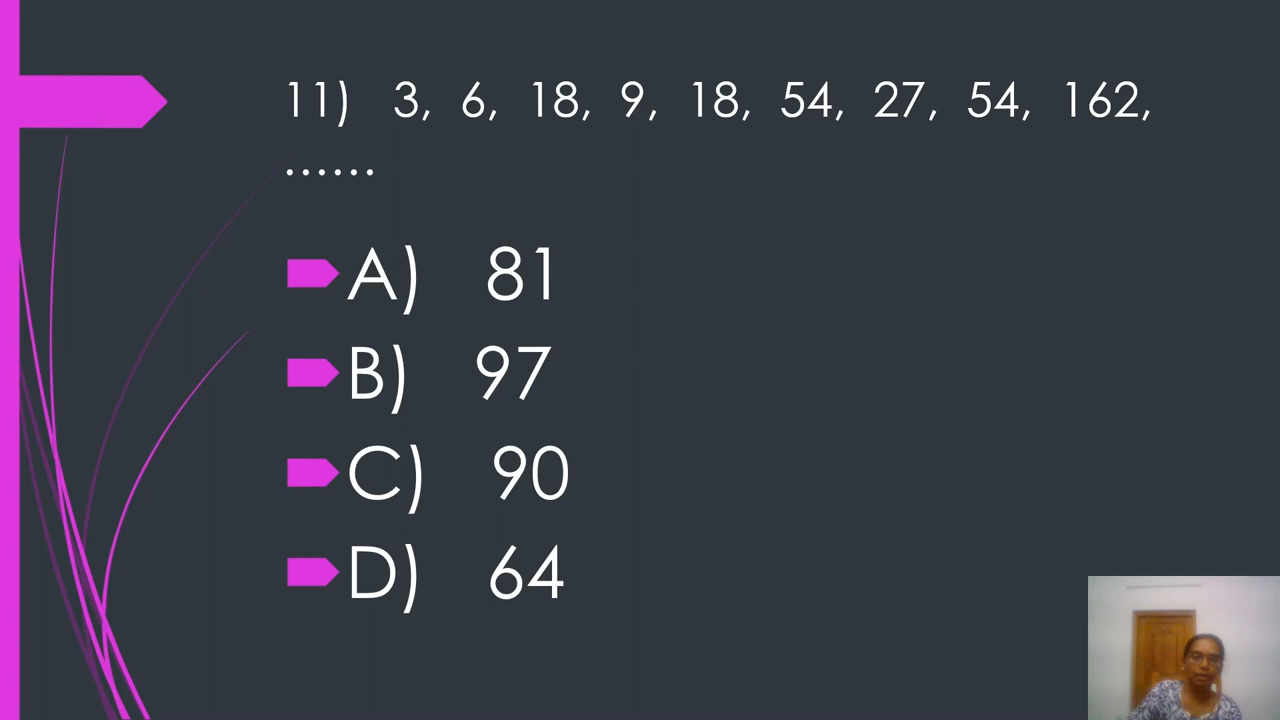 11) 3, 6, 18, 9, 18, 54, 27, 54, 162,
......
A) 81
B) 97
C) 90
D) 64